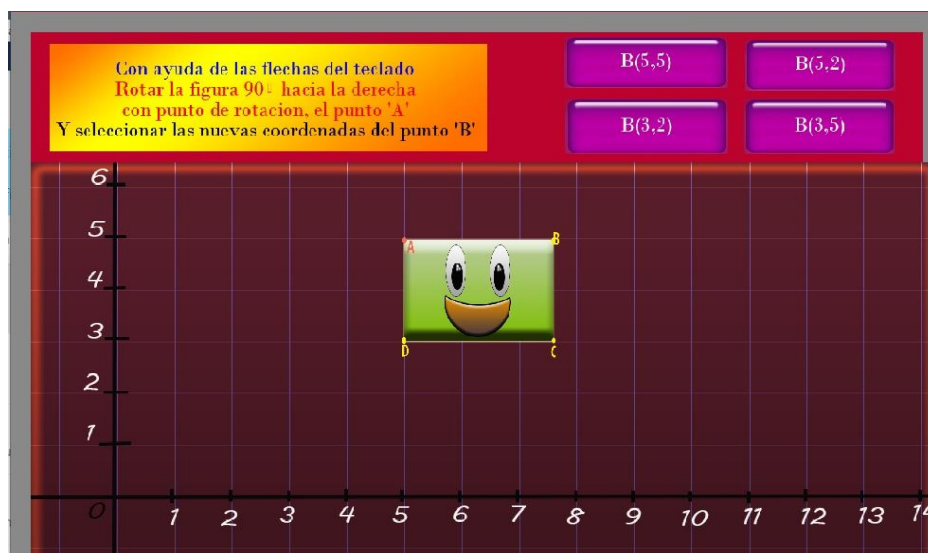 Con ayuda de las flechas del teclado
Rotar la figura 90° hacia la derecha
con punto de rotacion, el punto 'A'
Y seleccionar las nuevas coordenadas del punto 'B'
B(5,5)
B(5,2)
B(3,2)
B(3,5)
6
5
4
3
2
1
A
B
D
C
0 1 2 3 4 5 6 7 8 9 10 11 12 13 14